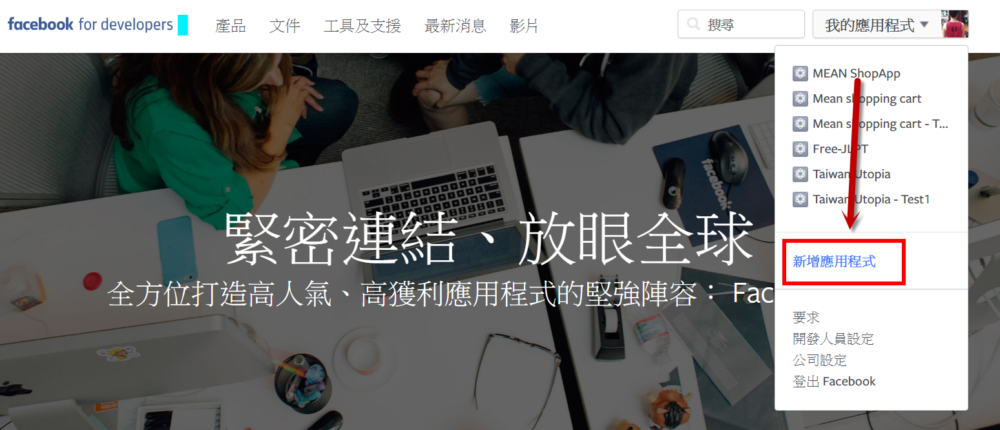 facebook for developers
產品
文件
工具及支援
最新消息
影片
搜尋
我的應用程式
MEAN ShopApp
Mean shopping cart
Mean shopping cart - T...
Free-JLPT
Taiwan Utopia
Taiwan Utopia - Test1
新增應用程式
要求
開發人員設定
公司設定
登出 Facebook
facebook
緊密連結、放眼全球
全方位打造高人氣、高獲利應用程式的堅強陣容： Fac